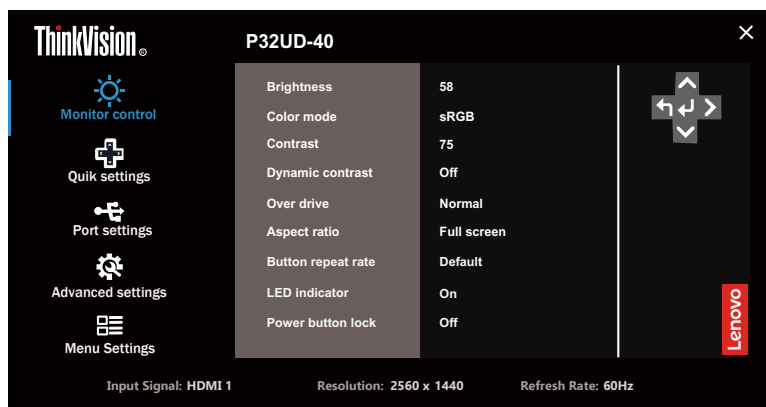 ThinkVision®
P32UD-40
Monitor control
Quik settings
Port settings
Advanced settings
Menu Settings
Brightness 58
Color mode sRGB
Contrast 75
Dynamic contrast Off
Over drive Normal
Aspect ratio Full screen
Button repeat rate Default
LED indicator On
Power button lock Off
Lenovo
Input Signal: HDMI 1 Resolution: 2560 x 1440 Refresh Rate: 60Hz